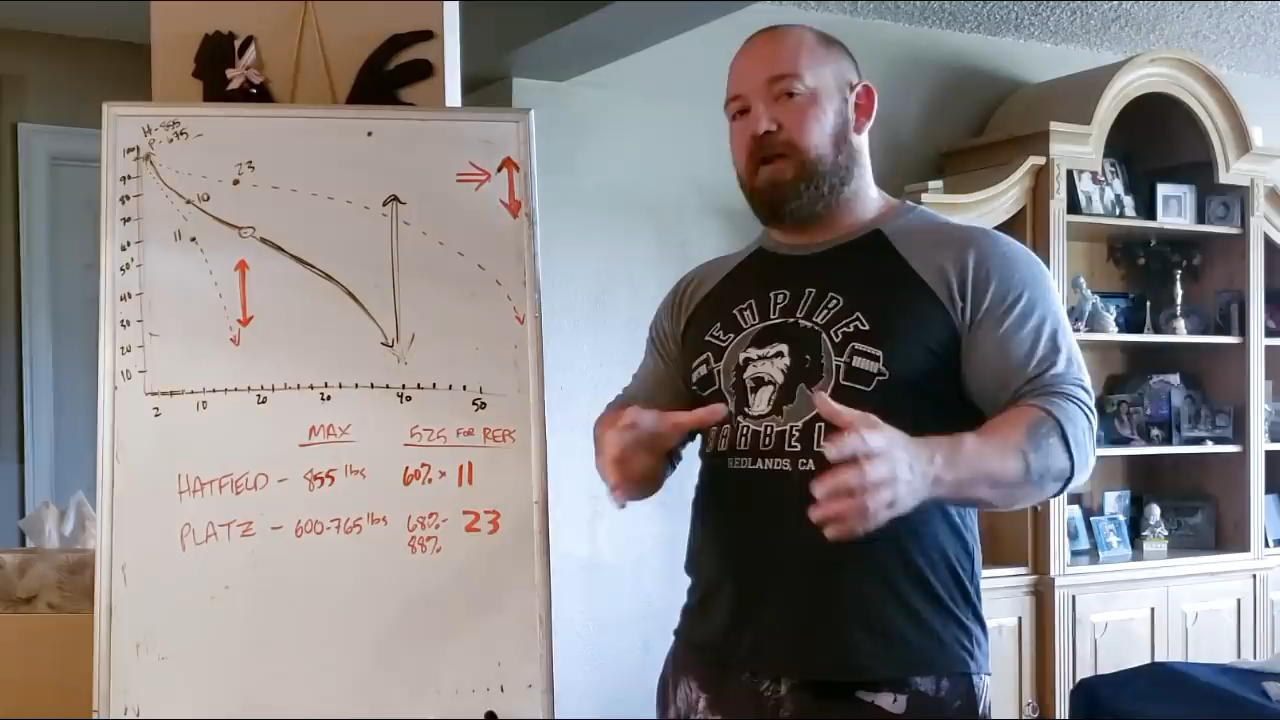 H-855
P-675
100
90
80
70
60
50
40
30
20
10
23
10
11
2 10 20 30 40 50
MAX 525 FOR REPS
HATFIELD - 855 lbs 60% x 11
PLATZ - 600-765 lbs 68%- 23
88%
EMPIRE
BARBEL
REDLANDS, CA